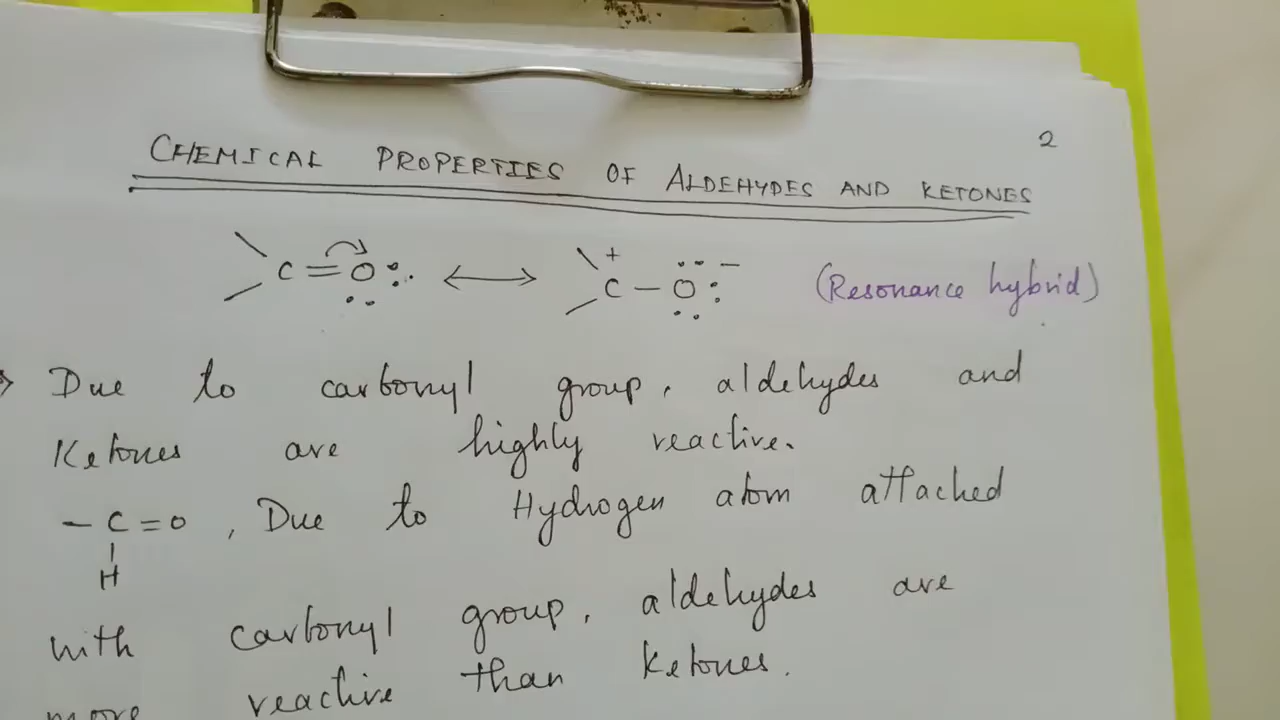 2
CHEMICAL PROPERTIES OF ALDEHYDES AND KETONES
C=O ⟷ C⁺–O⁻ (Resonance hybrid)
Due to carbonyl group, aldehydes and
Ketones are highly reactive.
–C=O, Due to Hydrogen atom attached
H
with carbonyl group, aldehydes are
more reactive than ketones.